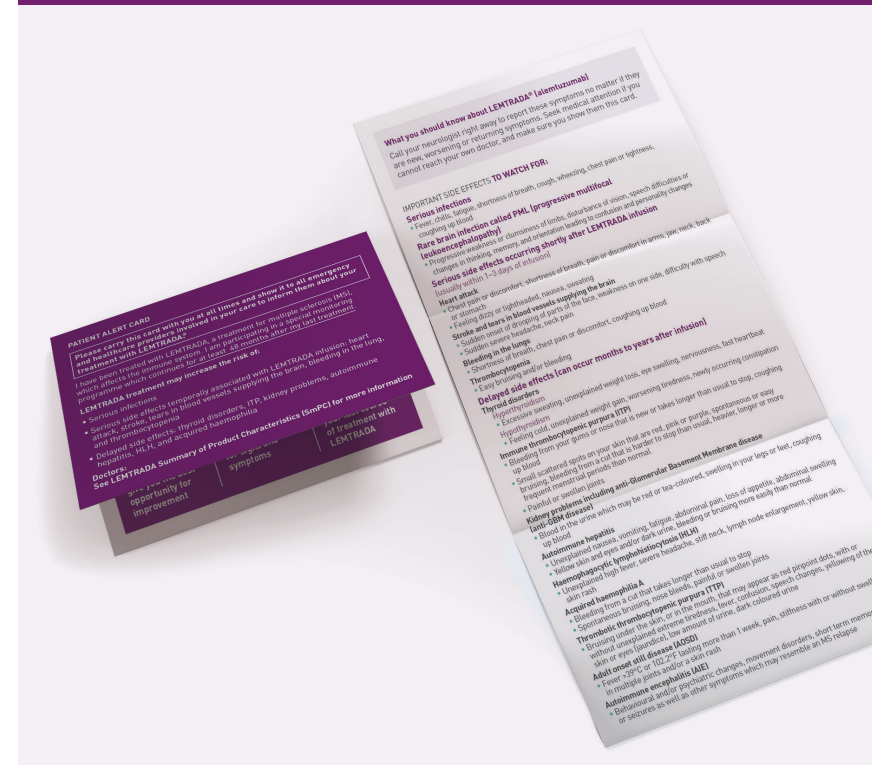 PATIENT ALERT CARD
Please carry this card with you at all times and show it to all emergency
and healthcare providers involved in your care to inform them about your
treatment with LEMTRADA®
I have been treated with LEMTRADA, a treatment for multiple sclerosis (MS),
which affects the immune system. I am participating in a special monitoring
programme which continues for at least 48 months after my last treatment.
LEMTRADA treatment may increase the risk of:
• Serious infections
• Serious side effects temporally associated with LEMTRADA infusion: heart
attack, stroke, tears in blood vessels supplying the brain, bleeding in the lung,
and thrombocytopenia
• Delayed side effects: thyroid disorders, ITP, kidney problems, autoimmune
hepatitis, HLH, and acquired haemophilia
Doctors:
See LEMTRADA Summary of Product Characteristics (SmPC) for more information
opportunity for
improvement
symptoms
of treatment with
LEMTRADA
What you should know about LEMTRADA® (alemtuzumab)
Call your neurologist right away to report these symptoms no matter if they
are new, worsening or returning symptoms. Seek medical attention if you
cannot reach your own doctor, and make sure you show them this card.
IMPORTANT SIDE EFFECTS TO WATCH FOR:
Serious infections
• Fever, chills, fatigue, shortness of breath, cough, wheezing, chest pain or tightness,
coughing up blood
Rare brain infection called PML (progressive multifocal
leukoencephalopathy)
• Progressive weakness or clumsiness of limbs, disturbance of vision, speech difficulties or
changes in thinking, memory, and orientation leading to confusion and personality changes
Serious side effects occurring shortly after LEMTRADA infusion
(usually within 1–3 days of infusion)
Heart attack
• Chest pain or discomfort, shortness of breath, pain or discomfort in arms, jaw, neck, back
or stomach
• Feeling dizzy or lightheaded, nausea, sweating
Stroke and tears in blood vessels supplying the brain
• Sudden onset of drooping of parts of the face, weakness on one side, difficulty with speech
• Sudden severe headache, neck pain
Bleeding in the lungs
• Shortness of breath, chest pain or discomfort, coughing up blood
Thrombocytopenia
• Easy bruising and/or bleeding
Delayed side effects (can occur months to years after infusion)
Thyroid disorders
Hyperthyroidism
• Excessive sweating, unexplained weight loss, eye swelling, nervousness, fast heartbeat
Hypothyroidism
• Feeling cold, unexplained weight gain, worsening tiredness, newly occurring constipation
Immune thrombocytopenic purpura (ITP)
• Bleeding from your gums or nose that is new or takes longer than usual to stop, coughing
up blood
• Small scattered spots on your skin that are red, pink or purple, spontaneous or easy
bruising, bleeding from a cut that is harder to stop than usual, heavier, longer or more
frequent menstrual periods than normal
• Painful or swollen joints
Kidney problems including anti-Glomerular Basement Membrane disease
(anti-GBM disease)
• Blood in the urine which may be red or tea-coloured, swelling in your legs or feet, coughing
up blood
Autoimmune hepatitis
• Unexplained nausea, vomiting, fatigue, abdominal pain, loss of appetite, abdominal swelling
• Yellow skin and eyes and/or dark urine, bleeding or bruising more easily than normal
Haemophagocytic lymphohistiocytosis (HLH)
• Unexplained high fever, severe headache, stiff neck, lymph node enlargement, yellow skin,
skin rash
Acquired haemophilia A
• Bleeding from a cut that takes longer than usual to stop
• Spontaneous bruising, nose bleeds, painful or swollen joints
Thrombotic thrombocytopenic purpura (TTP)
• Bruising under the skin, or in the mouth, that may appear as red pinpoint dots, with or
without unexplained extreme tiredness, fever, confusion, speech changes, yellowing of the
skin or eyes (jaundice), low amount of urine, dark coloured urine
Adult onset still disease (AOSD)
• Fever >39°C or 102.2°F lasting more than 1 week, pain, stiffness with or without
in multiple joints and/or a skin rash
Autoimmune encephalitis (AIE)
• Behavioural and/or psychiatric changes, movement disorders, short term
or seizures as well as other symptoms which may resemble an MS relapse